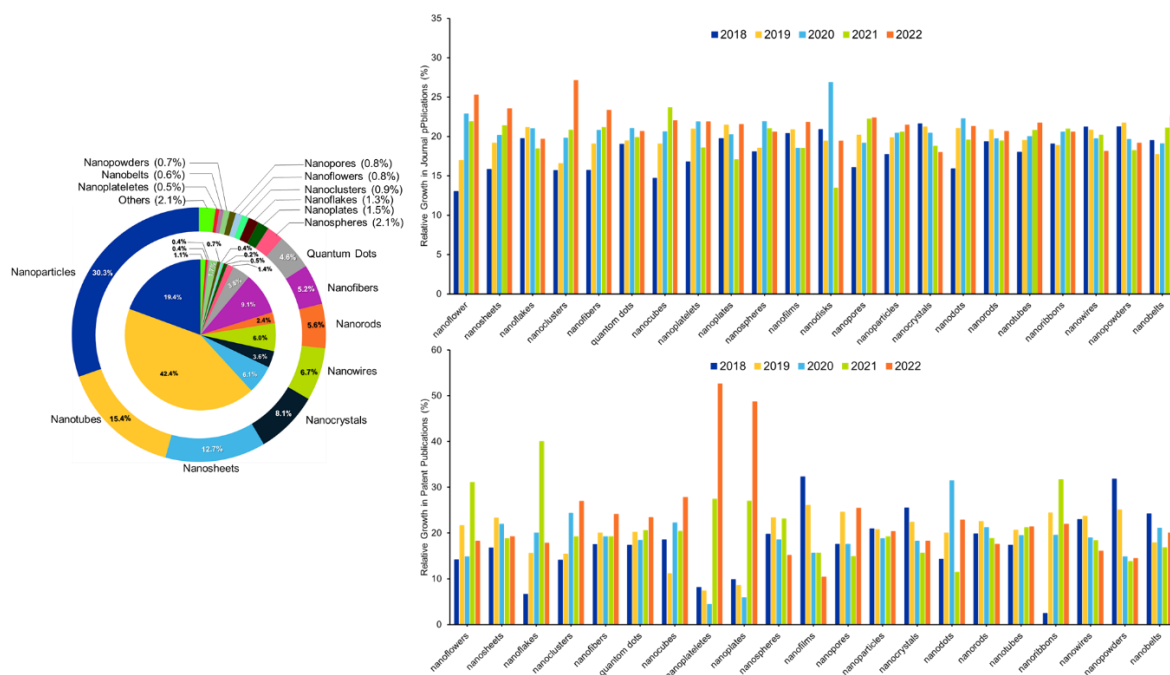 Nanopowders (0.7%)
Nanobelts (0.6%)
Nanoplateletes (0.5%)
Others (2.1%)
Nanopores (0.8%)
Nanoflowers (0.8%)
Nanoclusters (0.9%)
Nanoflakes (1.3%)
Nanoplates (1.5%)
Nanospheres (2.1%)
Quantum Dots
4.6%
Nanofibers
5.2%
Nanorods
5.6%
Nanowires
6.7%
Nanocrystals
8.1%
Nanosheets
12.7%
Nanotubes
15.4%
Nanoparticles
30.3%
0.4%
0.4%
1.1%
0.7%
0.4%
0.2%
0.5%
1.4%
9.1%
2.4%
6.0%
3.6%
6.1%
42.4%
19.4%
Relative Growth in Journal pPblications (%)
35
30
25
20
15
10
5
0
2018 2019 2020 2021 2022
nanoflower nanosheets nanoflakes nanoclusters nanofibers quantum dots nanocubes nanoplatelets nanoplates nanospheres nanofilms nanorisks nanopores nanoparticles nanocrystals nanodots nanorods nanotubes nanoribbons nanowires nanopowders nanobelts
Relative Growth in Patent Publications (%)
60
50
40
30
20
10
0
2018 2019 2020 2021 2022
nanoflowers nanosheets nanoflakes nanoclusters nanofibers quantum dots nanocubes nanoplateletes nanoplates nanospheres nanofilms nanopores nanoparticles nanocrystals nanodots nanorods nanotubes nanoribbons nanowires nanopowders nanobelts